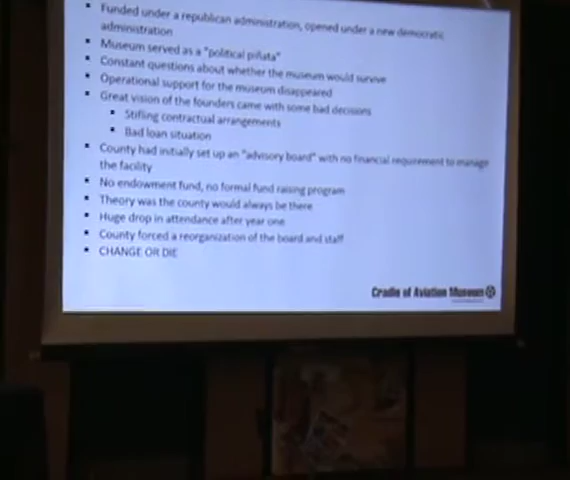 Funded under a republican administration, opened under a new democratic
administration
Museum served as a "political piñata"
Constant questions about whether the museum would survive
Operational support for the museum disappeared
Great vision of the founders came with some bad decisions
Stifling contractual arrangements
Bad loan situation
County had initially set up an "advisory board" with no financial requirement to manage
the facility
No endowment fund, no formal fund raising program
Theory was the county would always be there
Huge drop in attendance after year one
County forced a reorganization of the board and staff
CHANGE OR DIE
Cradle of Aviation Museum